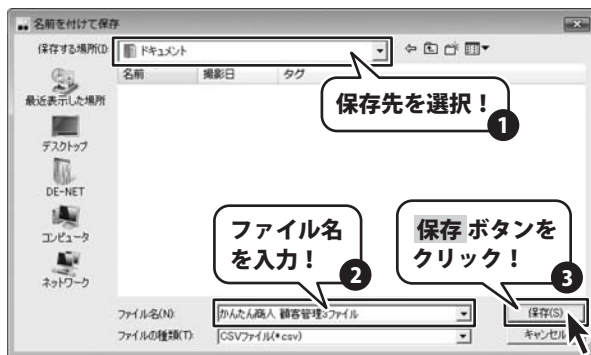 名前を付けて保存
保存する場所(I):
ドキュメント
名前 撮影日 タグ
最近表示した場所
デスクトップ
DE-NET
コンピュータ
ネットワーク
保存先を選択！
1
ファイル名
を入力！
2
保存 ボタンを
クリック！
3
ファイル名(N):
かんたん商人 顧客管理3ファイル
保存(S)
ファイルの種類(T):
CSVファイル(*csv)
キャンセル